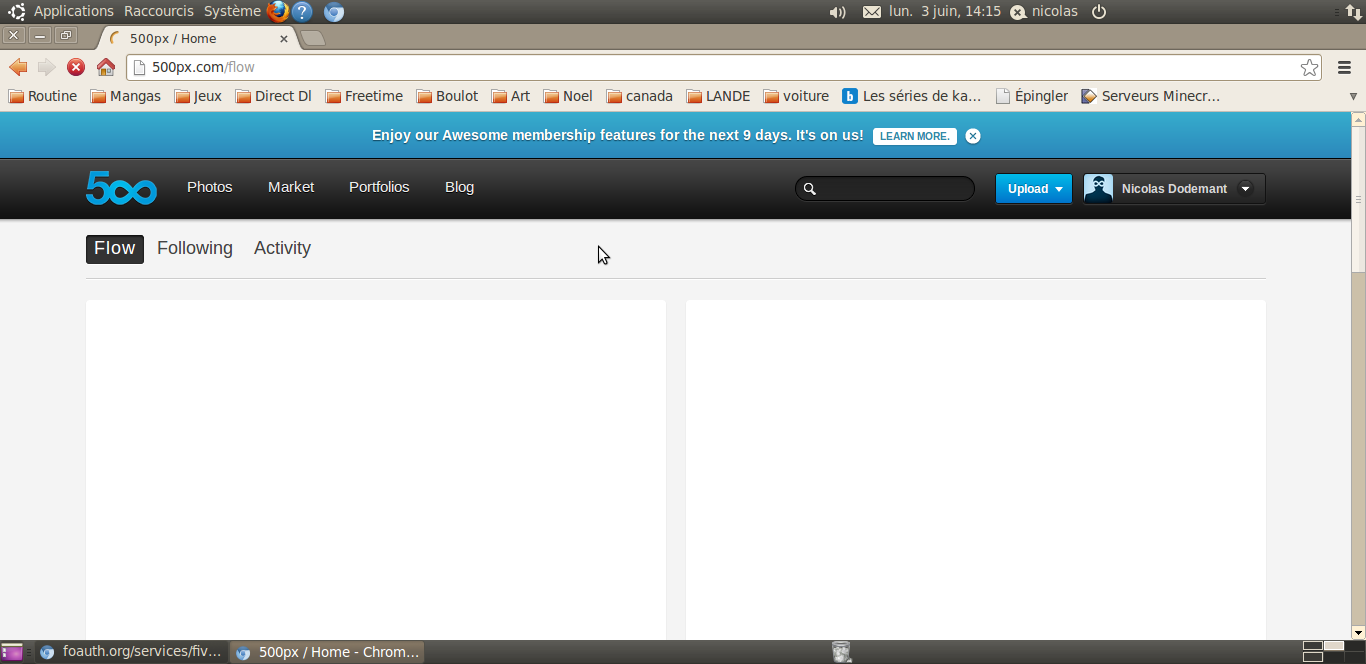 Applications Raccourcis Système ? lun. 3 juin, 14:15 nicolas
500px / Home
500px.com/flow
Routine Mangas Jeux Direct Dl Freetime Boulot Art Noel canada LANDE voiture b Les séries de ka... Épingler Serveurs Minecr...
Enjoy our Awesome membership features for the next 9 days. It's on us! LEARN MORE.
500 Photos Market Portfolios Blog Upload Nicolas Dodemant
Flow Following Activity
foauth.org/services/fiv... 500px / Home - Chrom...